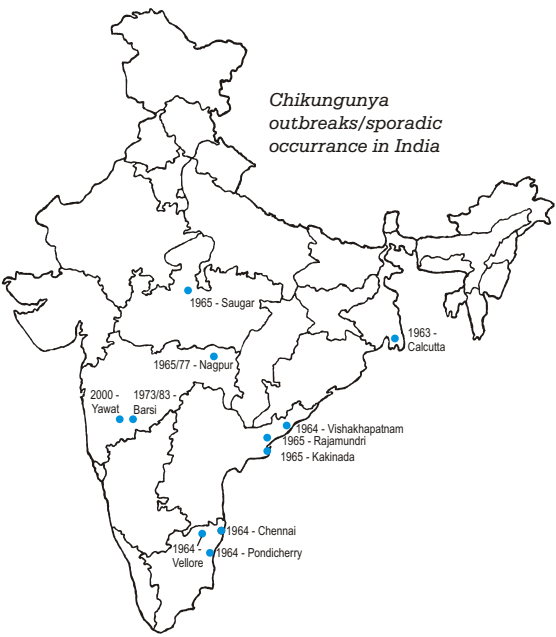 Chikungunya
outbreaks/sporadic
occurrance in India
1965 - Saugar
1963 -
Calcutta
1965/77 - Nagpur
2000 -
Yawat
1973/83 -
Barsi
1964 - Vishakhapatnam
1965 - Rajamundri
1965 - Kakinada
1964 - Chennai
1964 -
Vellore
1964 - Pondicherry